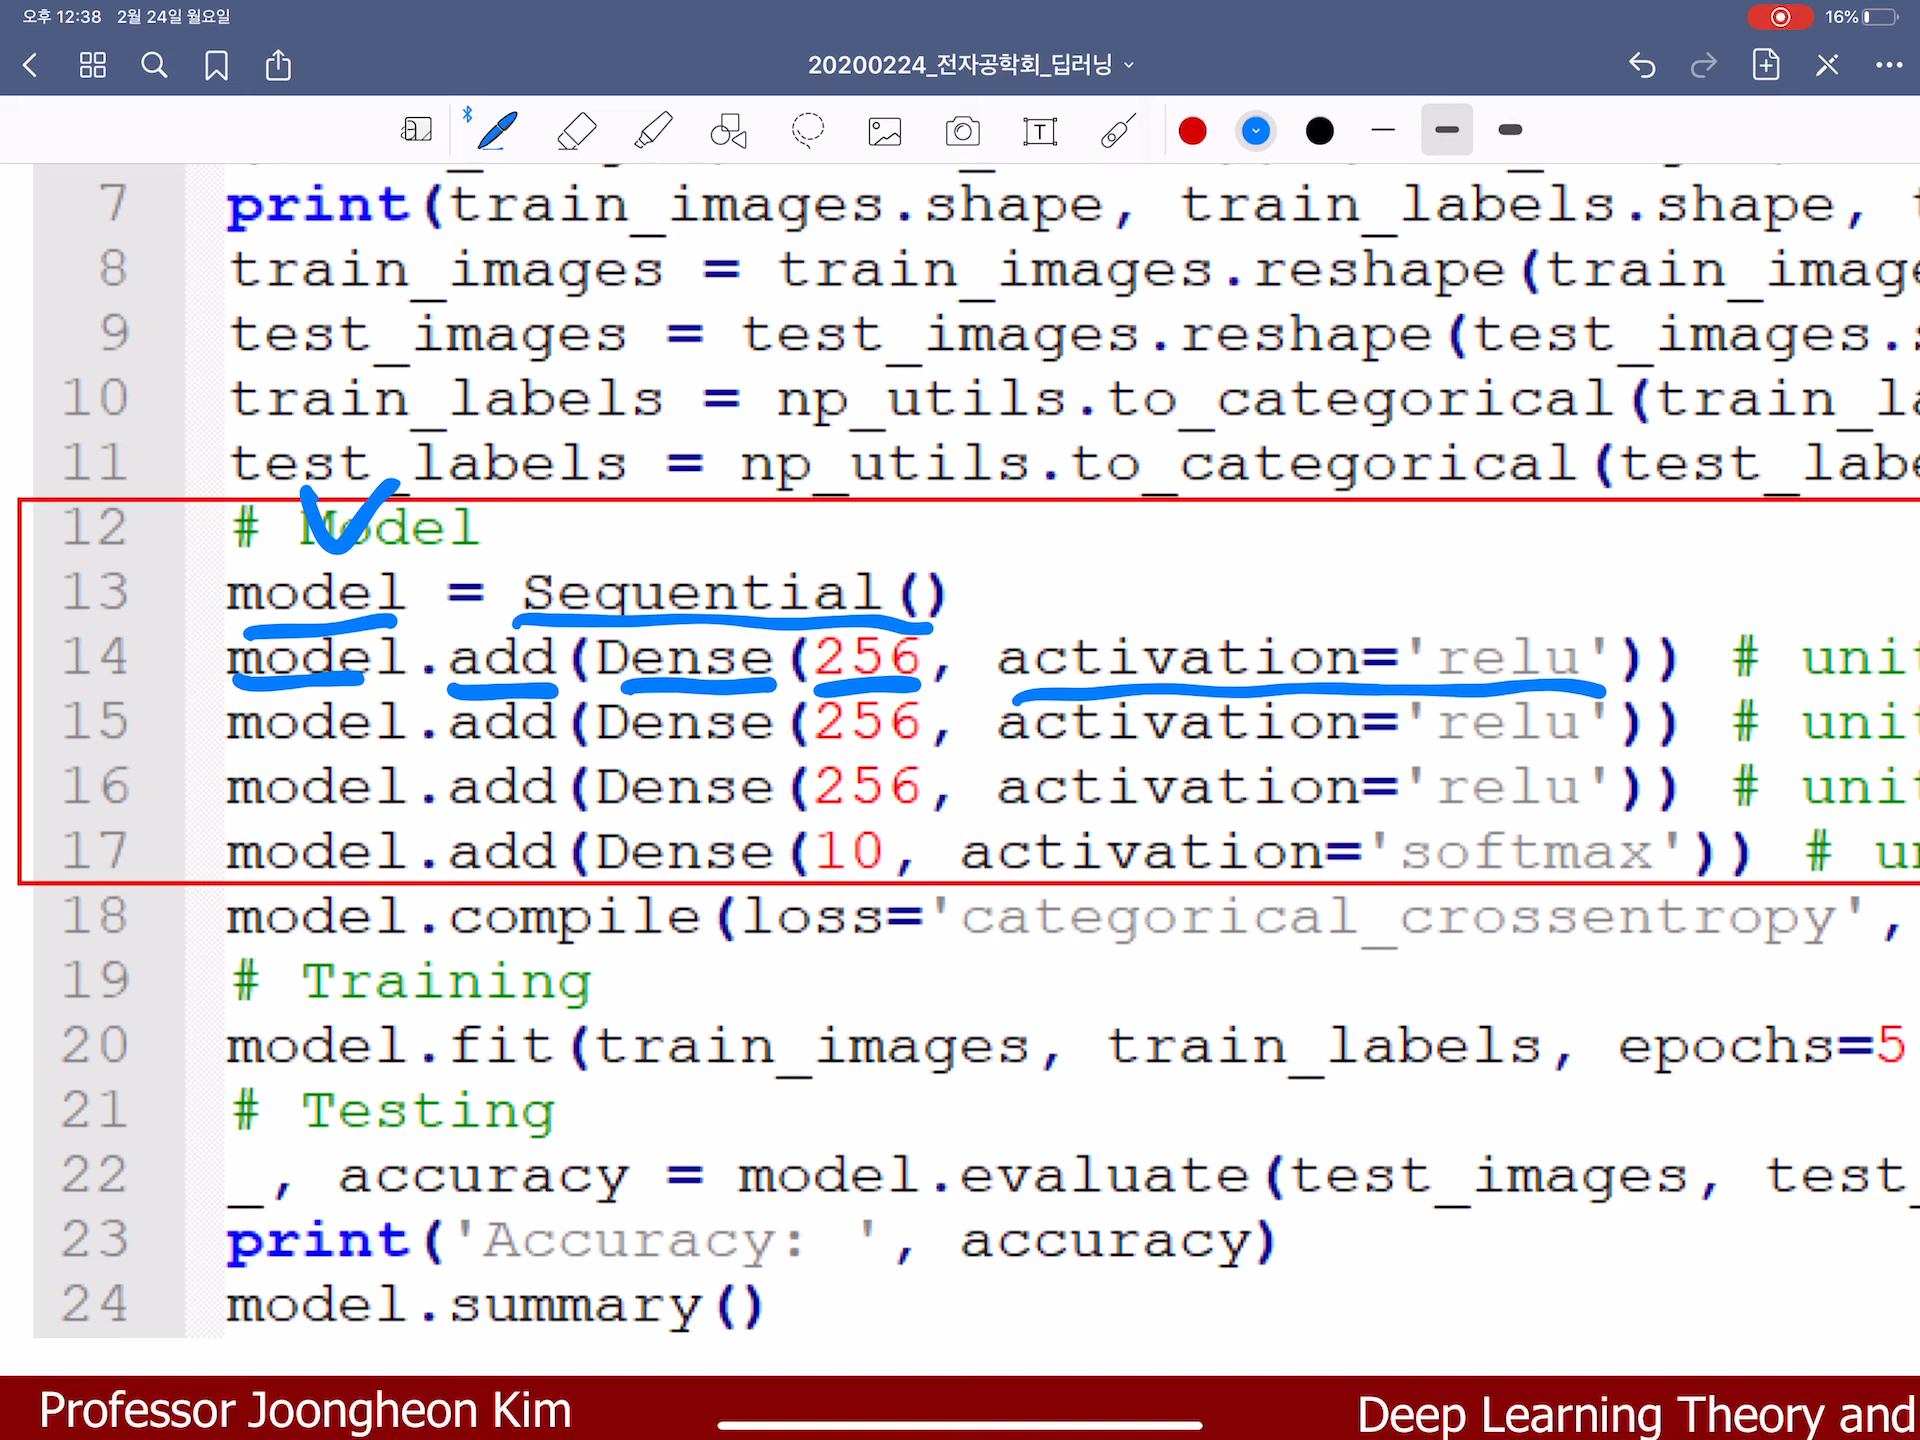 오후 12:38 2월 24일 월요일
16%
20200224_전자공학회_딥러닝
7 print(train_images.shape, train_labels.shape,
8 train_images = train_images.reshape(train_image
9 test_images = test_images.reshape(test_images.
10 train_labels = np_utils.to_categorical(train_la
11 test_labels = np_utils.to_categorical(test_labe
12 # Model
13 model = Sequential()
14 model.add(Dense(256, activation='relu')) # unit
15 model.add(Dense(256, activation='relu')) # unit
16 model.add(Dense(256, activation='relu')) # unit
17 model.add(Dense(10, activation='softmax')) # un
18 model.compile(loss='categorical_crossentropy',
19 # Training
20 model.fit(train_images, train_labels, epochs=5
21 # Testing
22 _, accuracy = model.evaluate(test_images, test_
23 print('Accuracy: ', accuracy)
24 model.summary()
Professor Joongheon Kim
Deep Learning Theory and